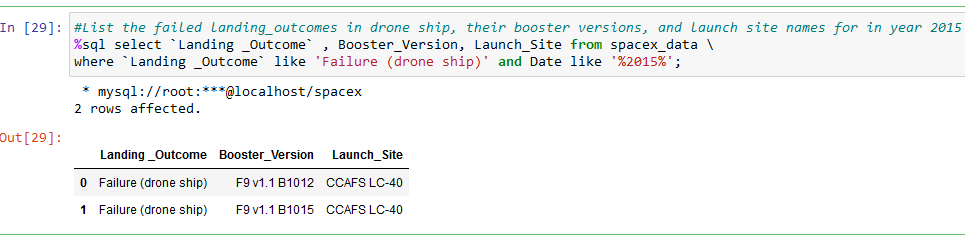 In [29]: #List the failed landing_outcomes in drone ship, their booster versions, and launch site names for in year 2015
%sql select `Landing _Outcome` , Booster_Version, Launch_Site from spacex_data \
where `Landing _Outcome` like 'Failure (drone ship)' and Date like '%2015%';
* mysql://root:***@localhost/spacex
2 rows affected.
Out[29]:
Landing _Outcome Booster_Version Launch_Site
0 Failure (drone ship) F9 v1.1 B1012 CCAFS LC-40
1 Failure (drone ship) F9 v1.1 B1015 CCAFS LC-40